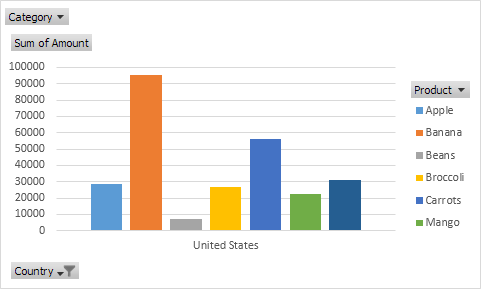 Category
Sum of Amount
100000
90000
80000
70000
60000
50000
40000
30000
20000
10000
0
United States
Product
Apple
Banana
Beans
Broccoli
Carrots
Mango
Country